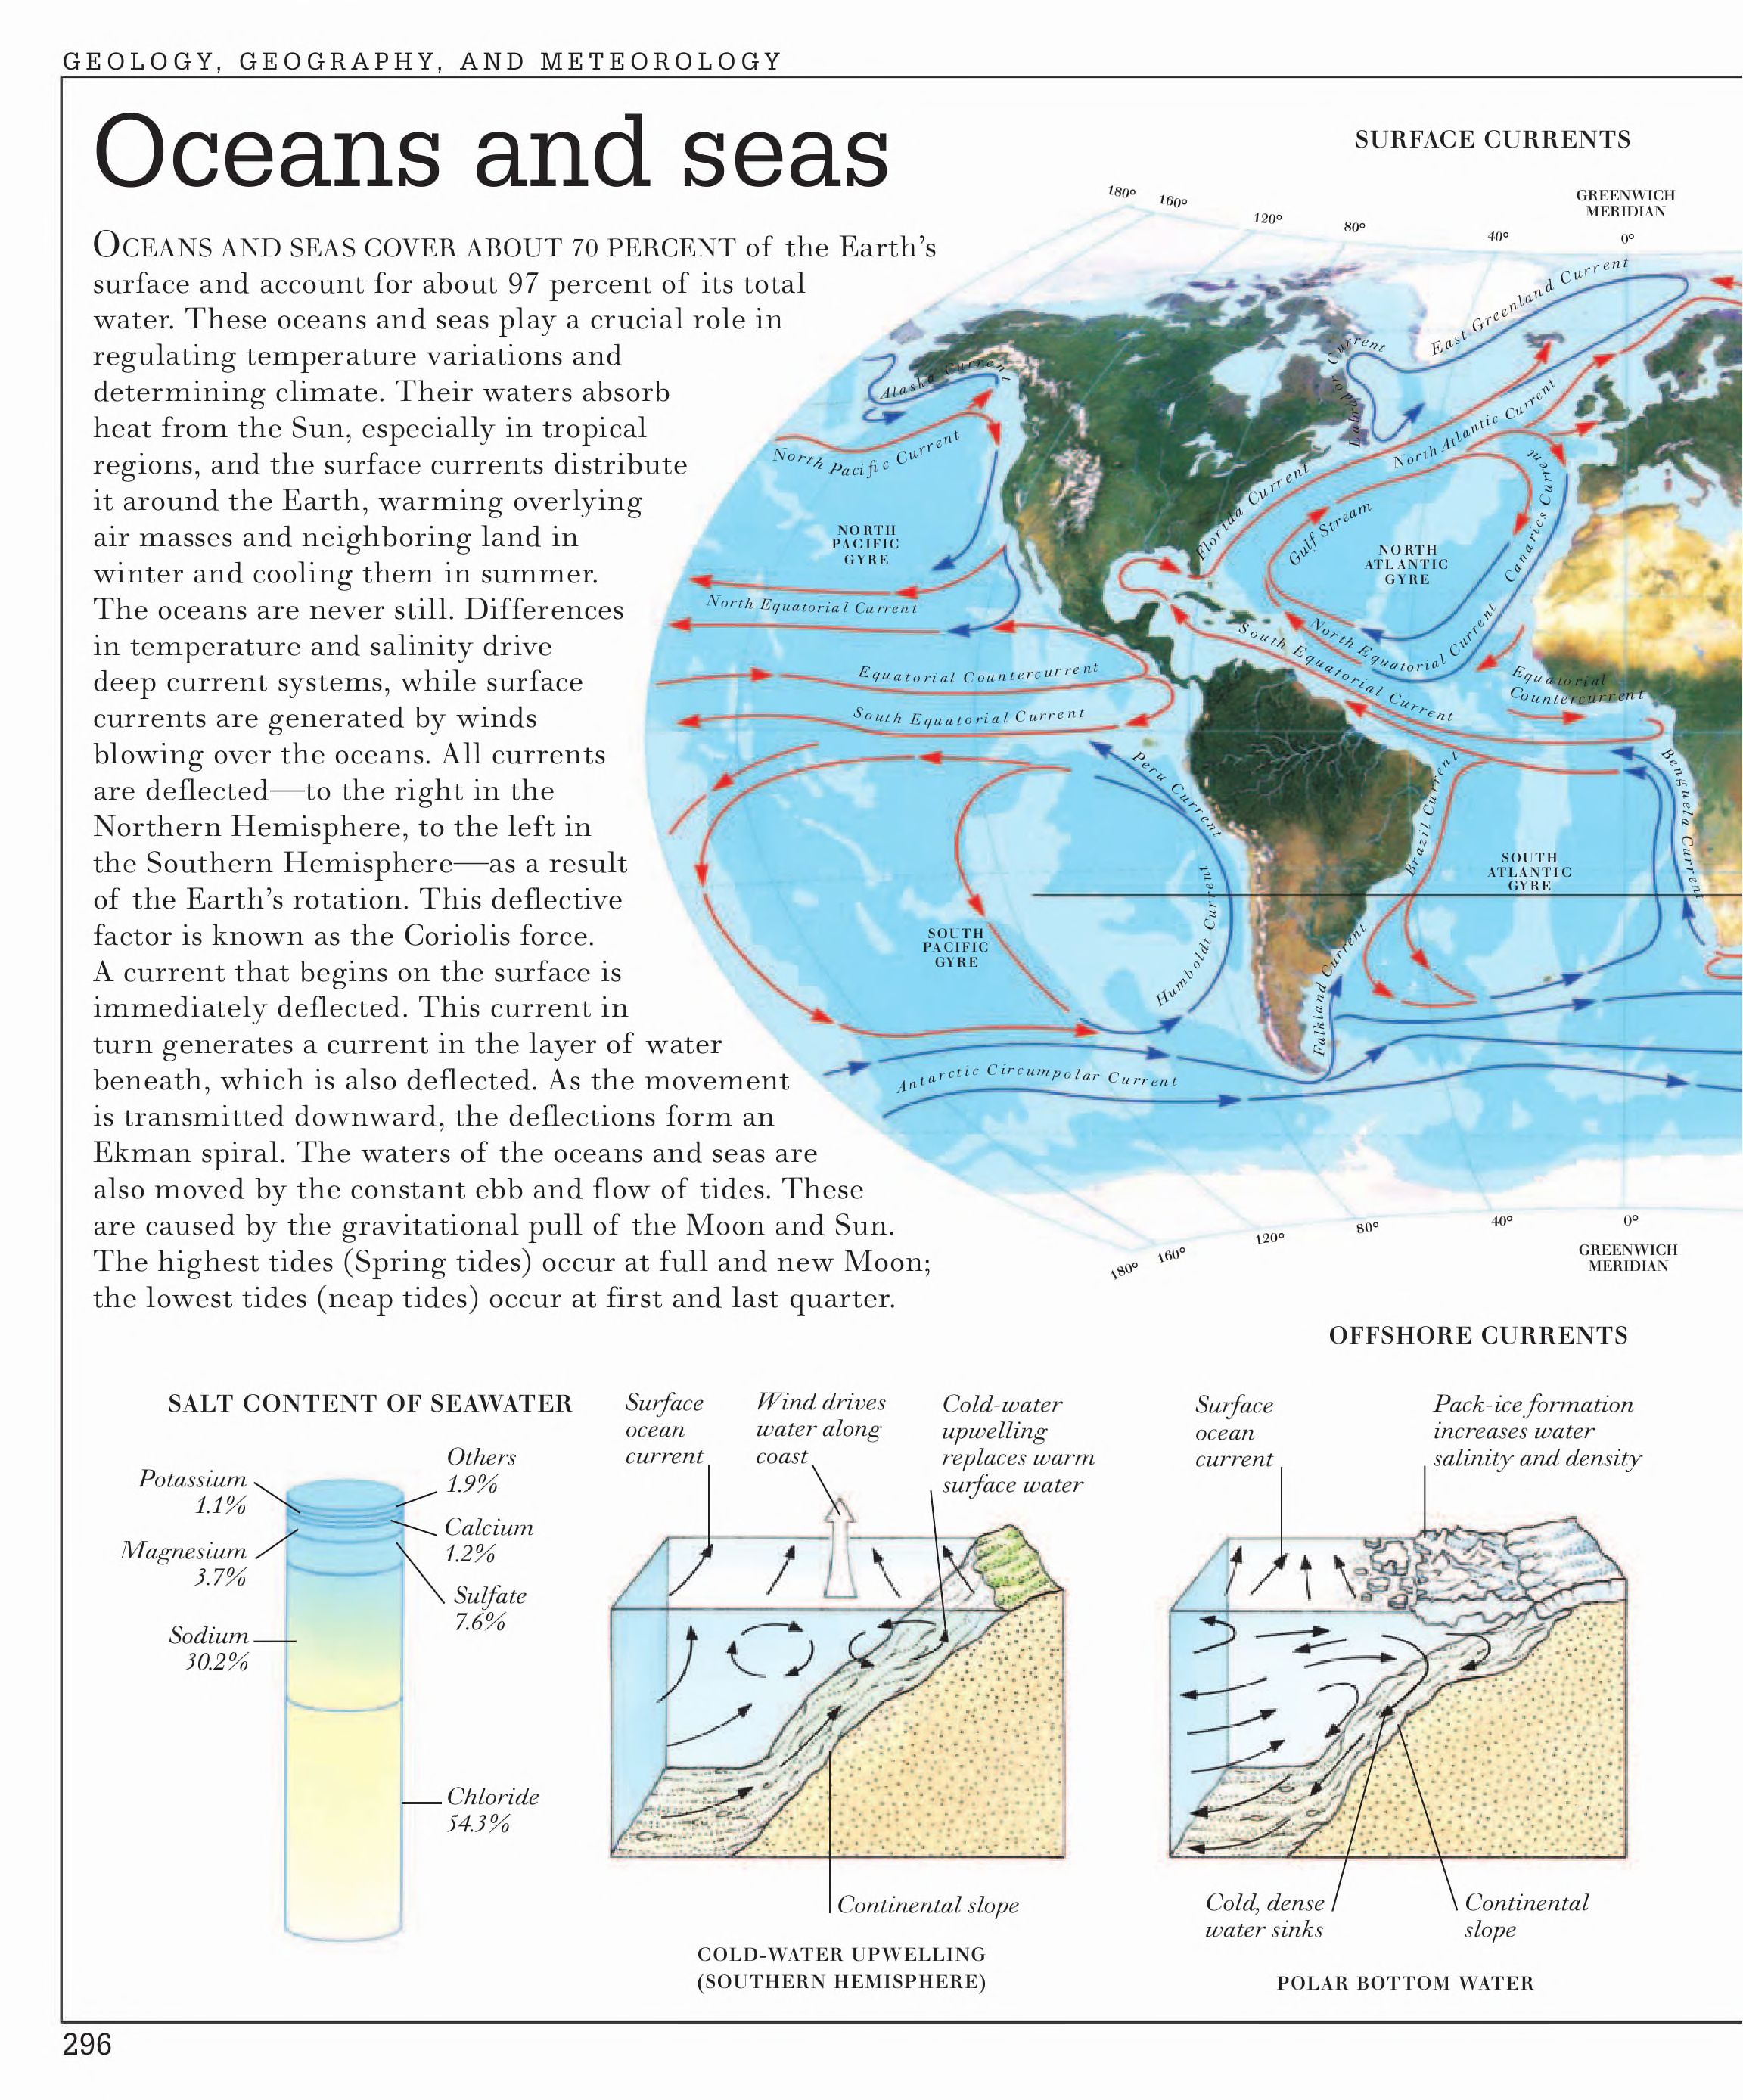 GEOLOGY, GEOGRAPHY, AND METEOROLOGY
Oceans and seas
OCEANS AND SEAS COVER ABOUT 70 PERCENT of the Earth's
surface and account for about 97 percent of its total
water. These oceans and seas play a crucial role in
regulating temperature variations and
determining climate. Their waters absorb
heat from the Sun, especially in tropical
regions, and the surface currents distribute
it around the Earth, warming overlying
air masses and neighboring land in
winter and cooling them in summer.
The oceans are never still. Differences
in temperature and salinity drive
deep current systems, while surface
currents are generated by winds
blowing over the oceans. All currents
are deflected—to the right in the
Northern Hemisphere, to the left in
the Southern Hemisphere—as a result
of the Earth's rotation. This deflective
factor is known as the Coriolis force.
A current that begins on the surface is
immediately deflected. This current in
turn generates a current in the layer of water
beneath, which is also deflected. As the movement
is transmitted downward, the deflections form an
Ekman spiral. The waters of the oceans and seas are
also moved by the constant ebb and flow of tides. These
are caused by the gravitational pull of the Moon and Sun.
The highest tides (Spring tides) occur at full and new Moon;
the lowest tides (neap tides) occur at first and last quarter.
SURFACE CURRENTS
180°
160°
120°
80°
40°
GREENWICH
MERIDIAN
0°
East Greenland Current
Labrador Current
Alaska Current
North Pacific Current
North Atlantic Current
Florida Current
Gulf Stream
Canaries Current
NORTH
PACIFIC
GYRE
NORTH
ATLANTIC
GYRE
North Equatorial Current
North Equatorial Current
South Equatorial Current
Equatorial Countercurrent
Equatorial
Countercurrent
South Equatorial Current
Peru Current
Brazil Current
Benguela Current
SOUTH
ATLANTIC
GYRE
Humboldt Current
SOUTH
PACIFIC
GYRE
Falkland Current
Antarctic Circumpolar Current
180°
160°
120°
80°
40°
0°
GREENWICH
MERIDIAN
OFFSHORE CURRENTS
SALT CONTENT OF SEAWATER
Potassium
1.1%
Others
1.9%
Magnesium
3.7%
Calcium
1.2%
Sulfate
7.6%
Sodium
30.2%
Chloride
54.3%
Surface
ocean
current
Wind drives
water along
coast
Cold-water
upwelling
replaces warm
surface water
Continental slope
COLD-WATER UPWELLING
(SOUTHERN HEMISPHERE)
Surface
ocean
current
Pack-ice formation
increases water
salinity and density
Cold, dense
water sinks
Continental
slope
POLAR BOTTOM WATER
296